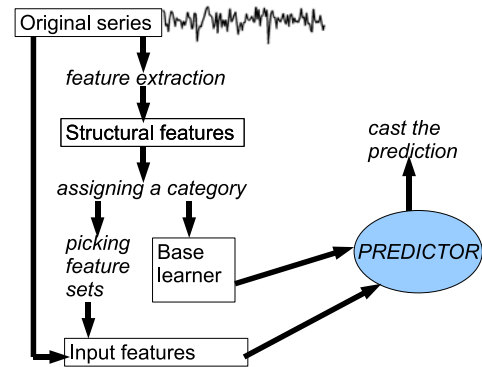 Original series
feature extraction
Structural features
cast the
prediction
assigning a category
picking
feature
sets
Base
learner
PREDICTOR
Input features